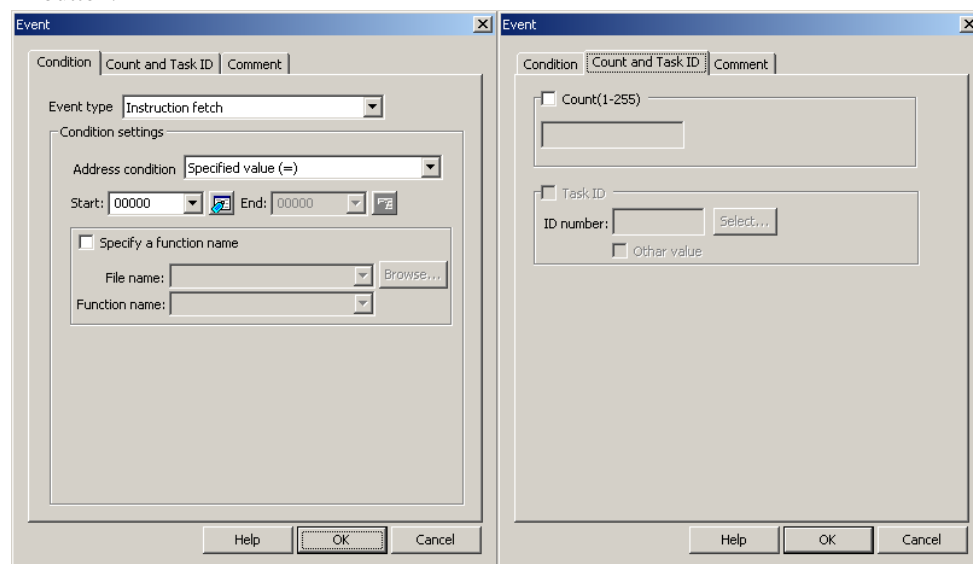 Event
Condition Count and Task ID Comment
Event type Instruction fetch
Condition settings
Address condition Specified value (=)
Start: 00000 End: 00000
Specify a function name
File name: Browse...
Function name:
Help OK Cancel
Event
Condition Count and Task ID Comment
Count(1-255)
Task ID
ID number: Select...
Othar value
Help OK Cancel